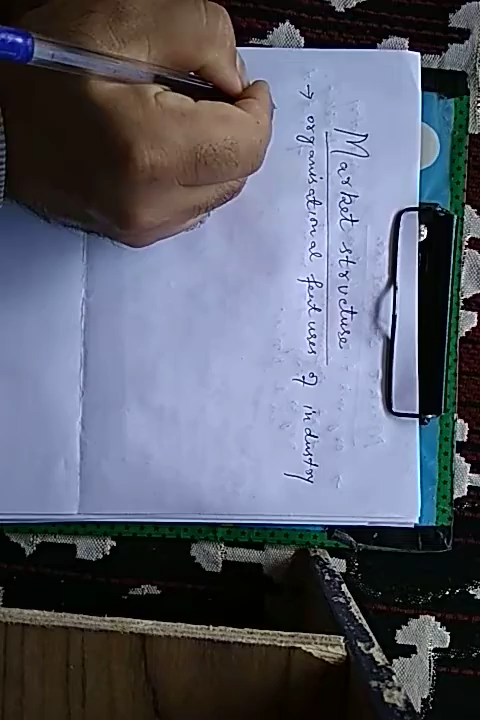 Market structure
→ organisational features of industry